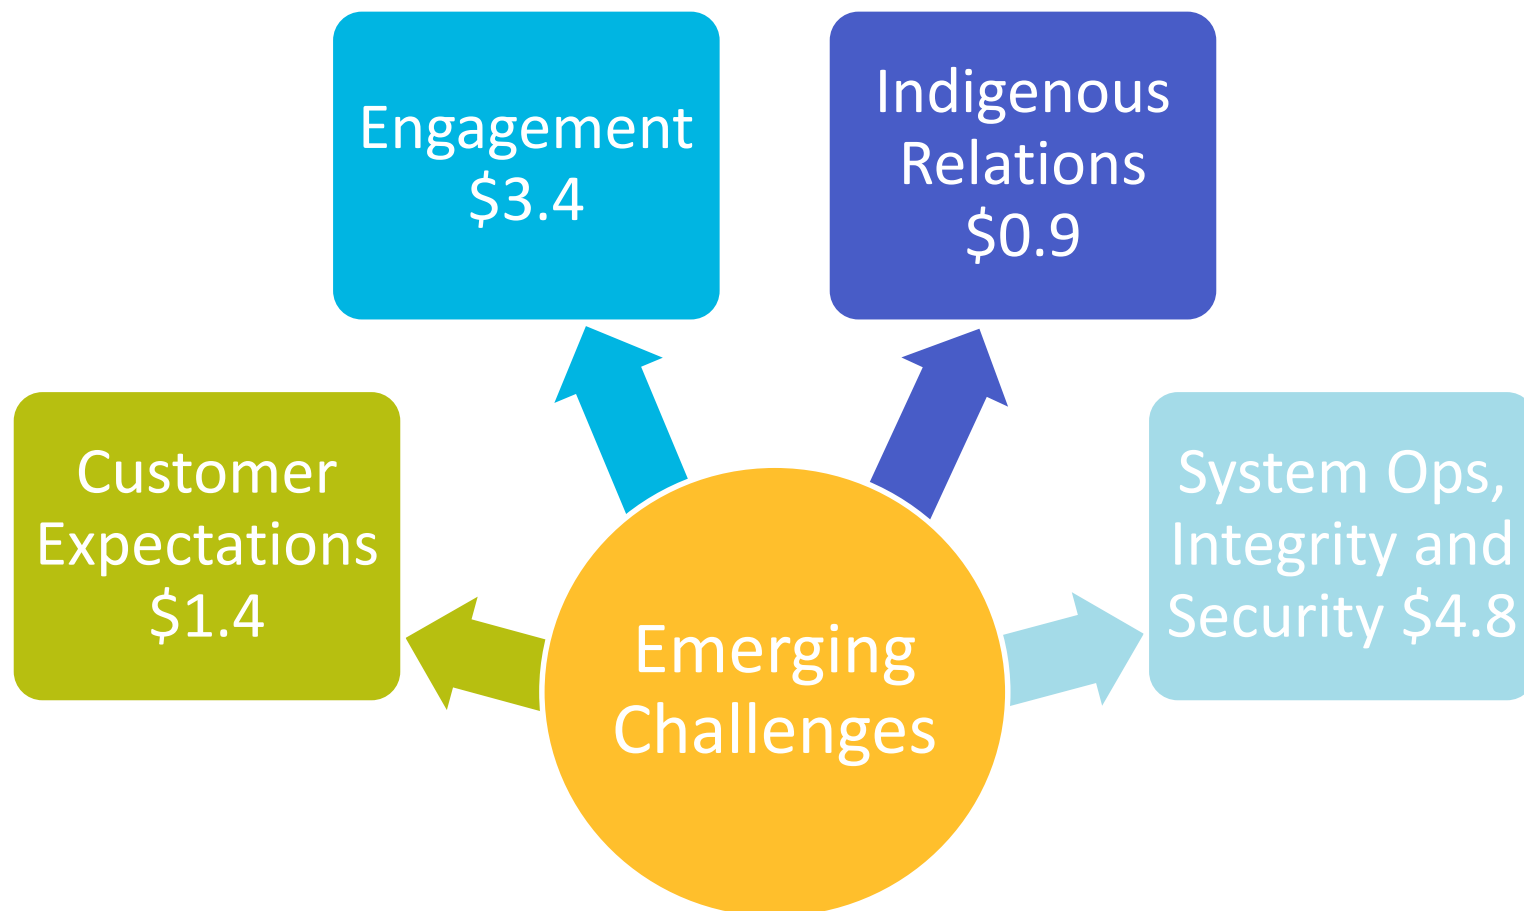 Engagement
$3.4
Indigenous
Relations
$0.9
Customer
Expectations
$1.4
System Ops,
Integrity and
Security $4.8
Emerging
Challenges